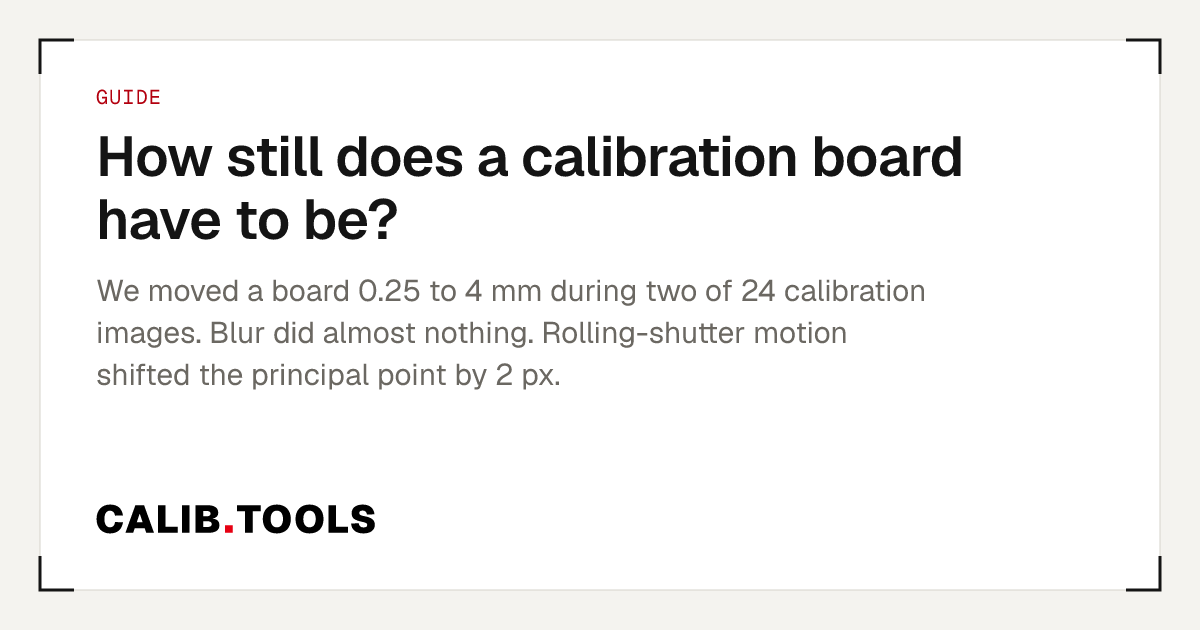 GUIDE
How still does a calibration board
have to be?
We moved a board 0.25 to 4 mm during two of 24 calibration
images. Blur did almost nothing. Rolling-shutter motion
shifted the principal point by 2 px.
CALIB.TOOLS